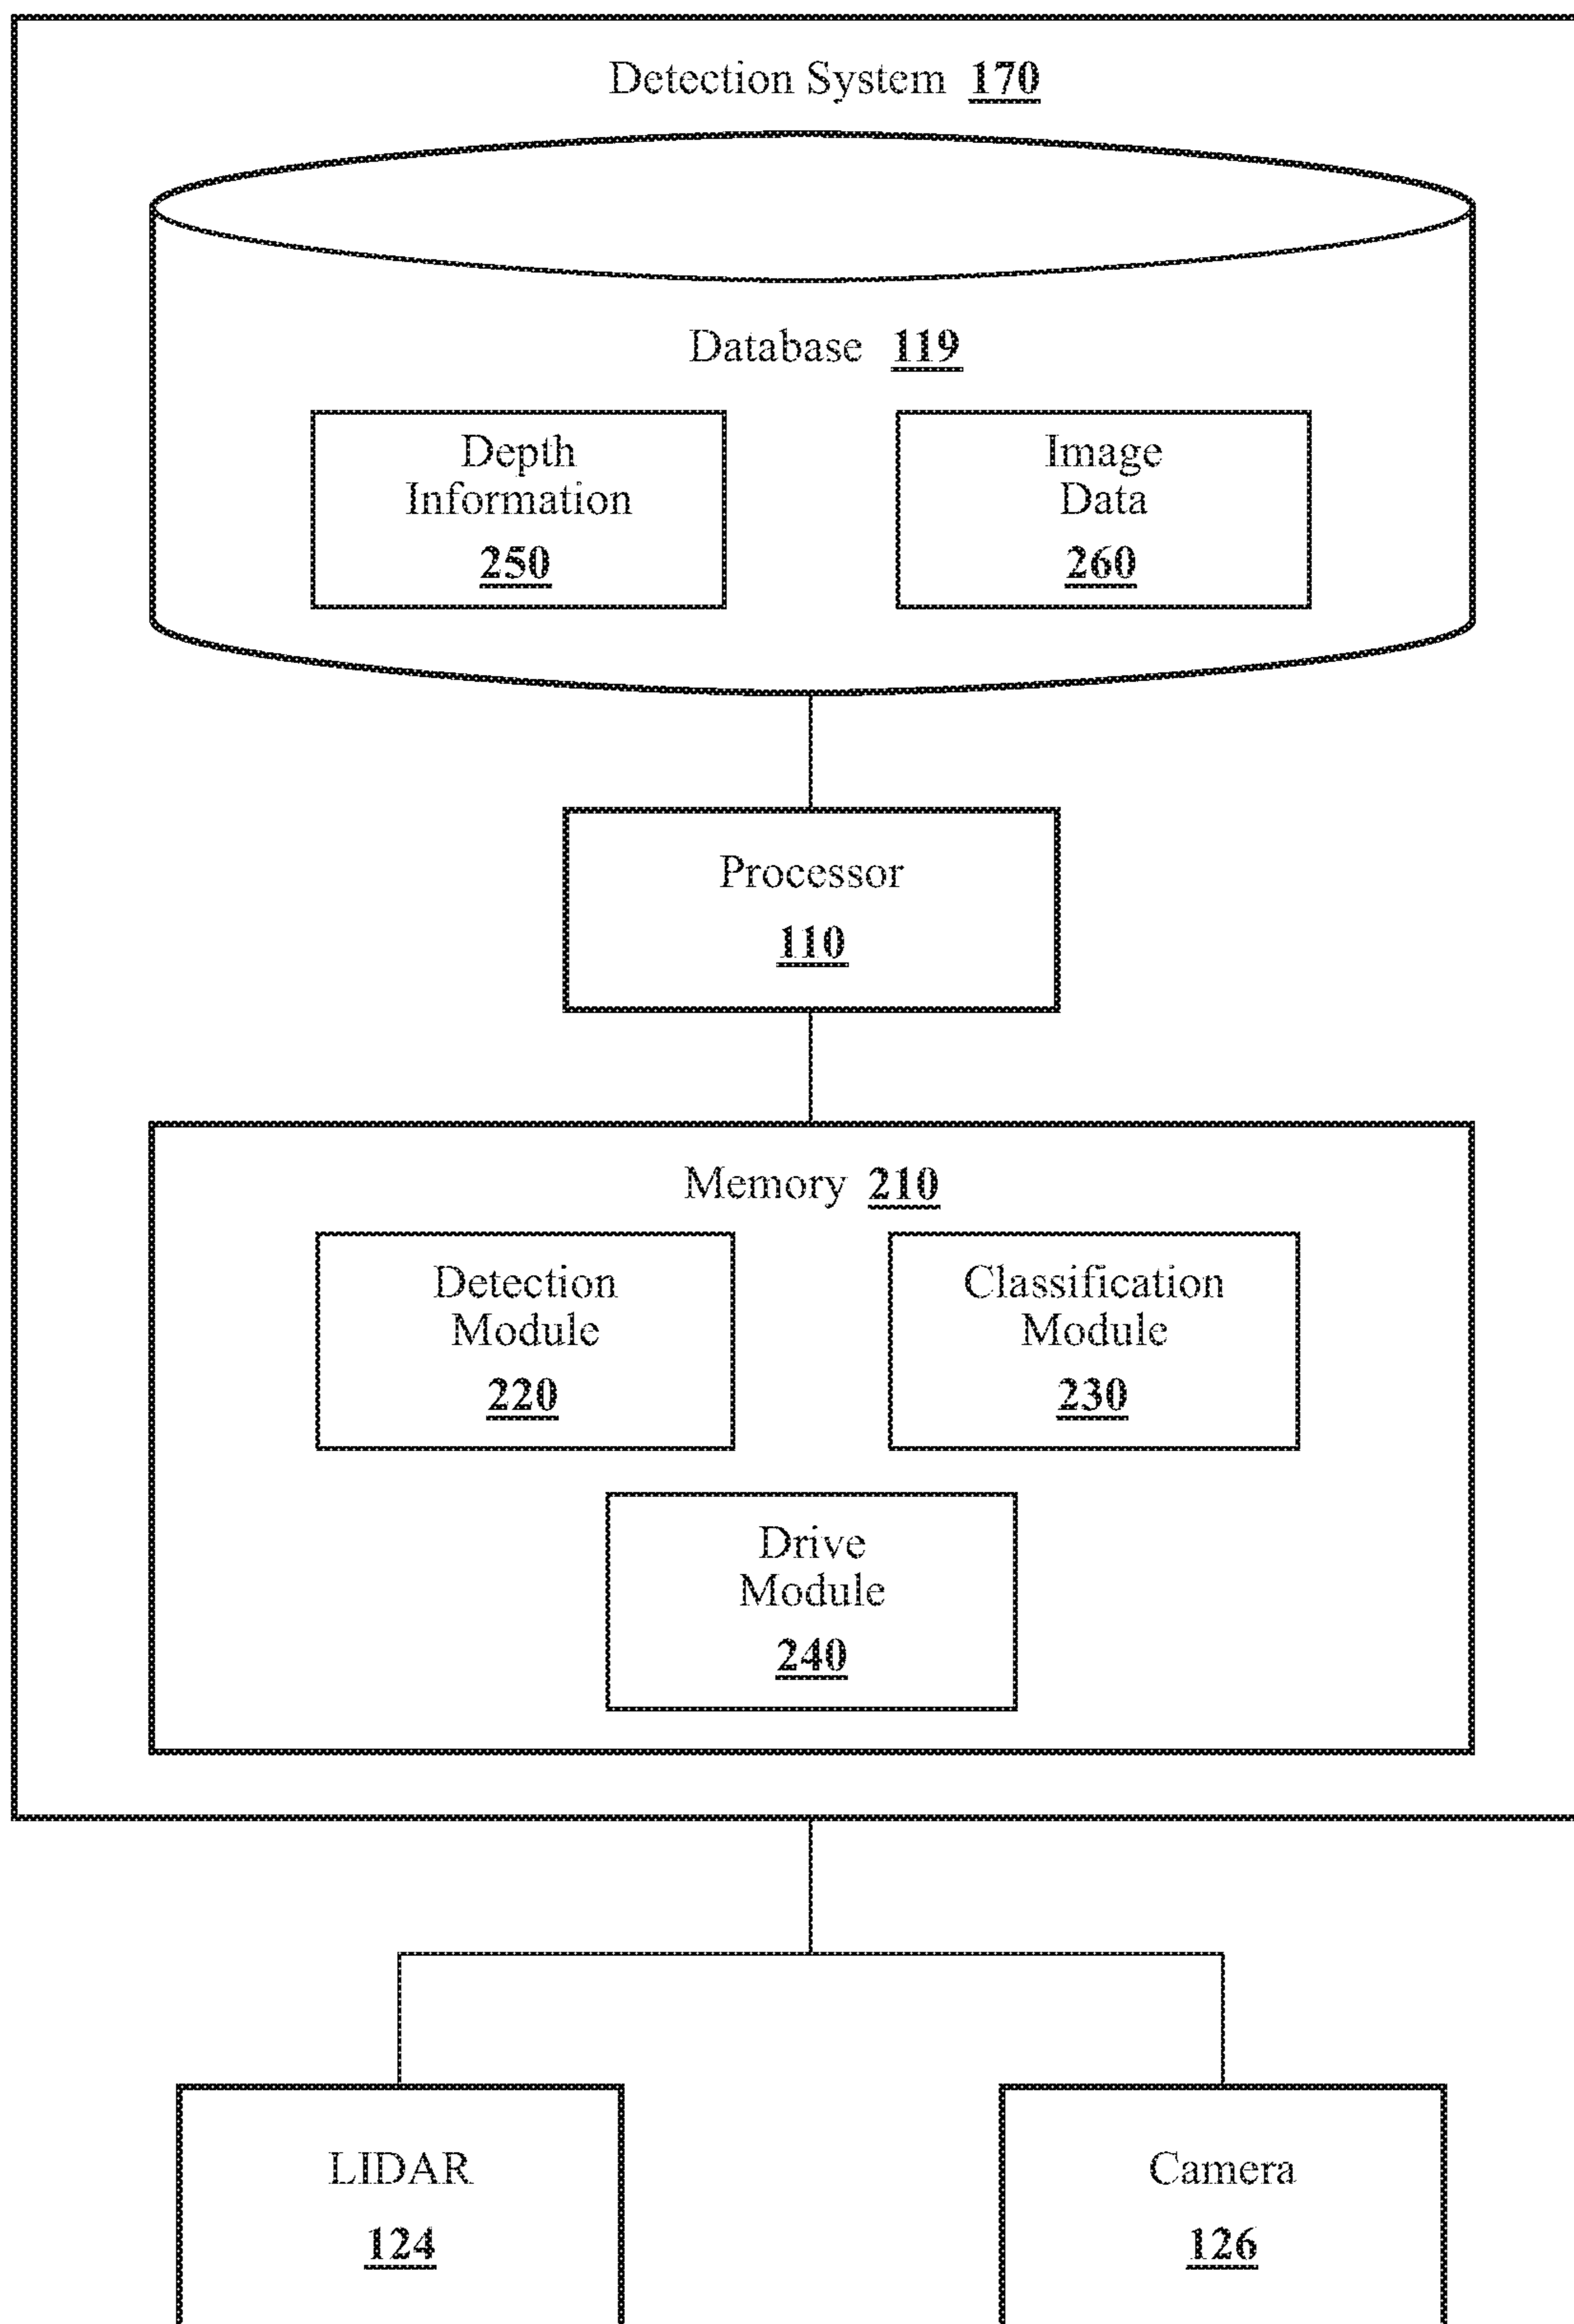 Detection System 170
Database 119
Depth
Information
250
Image
Data
260
Processor
110
Memory 210
Detection
Module
220
Classification
Module
230
Drive
Module
240
LIDAR
124
Camera
126